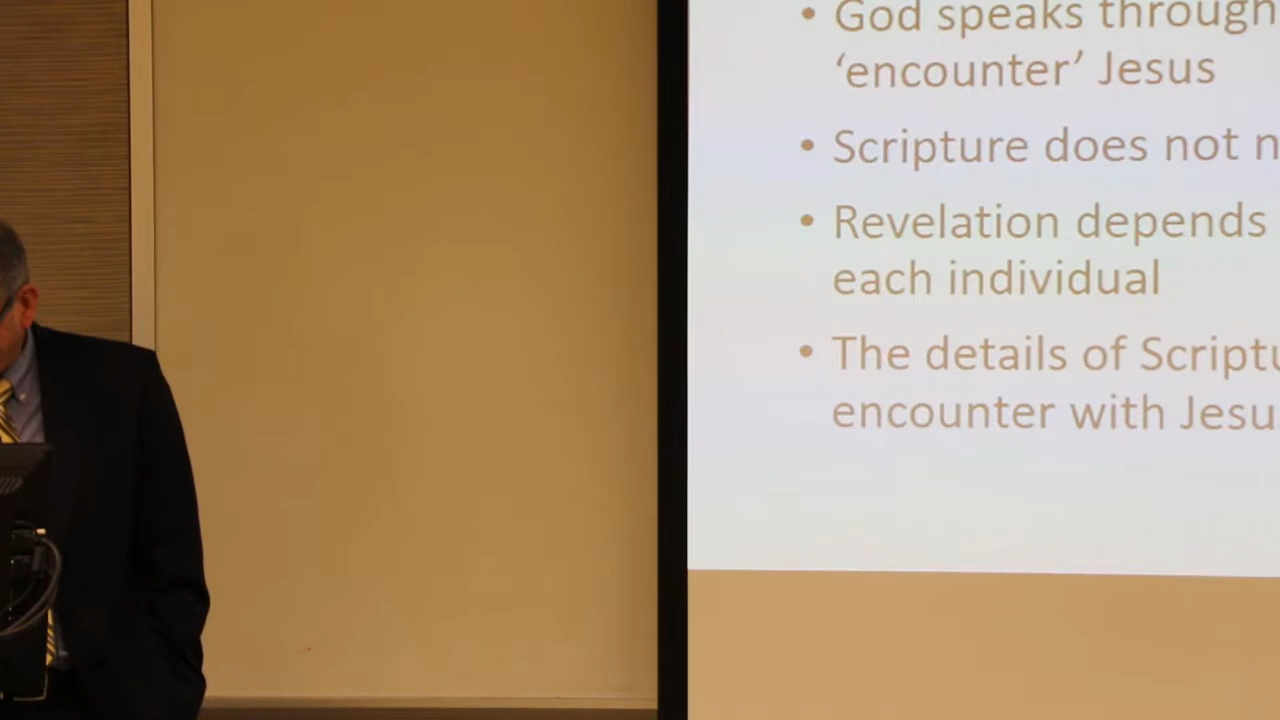 • God speaks through
‘encounter’ Jesus
• Scripture does not
• Revelation depends
each individual
• The details of
encounter with